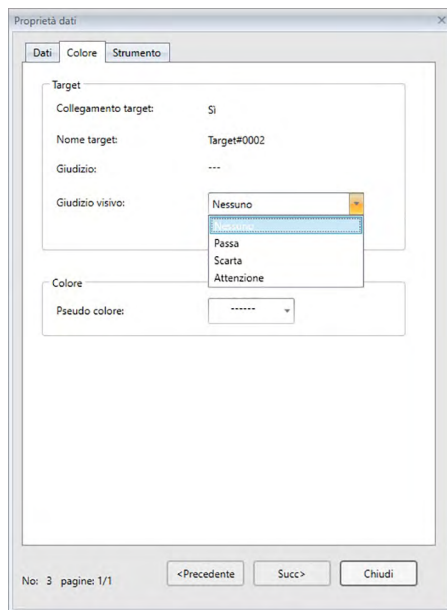 Proprietà dati
Dati Colore Strumento
Target
Collegamento target: Sì
Nome target: Target#0002
Giudizio: ---
Giudizio visivo: Nessuno
Nessuno
Passa
Scarta
Attenzione
Colore
Pseudo colore: ------
No: 3 pagine: 1/1 <Precedente Succ> Chiudi